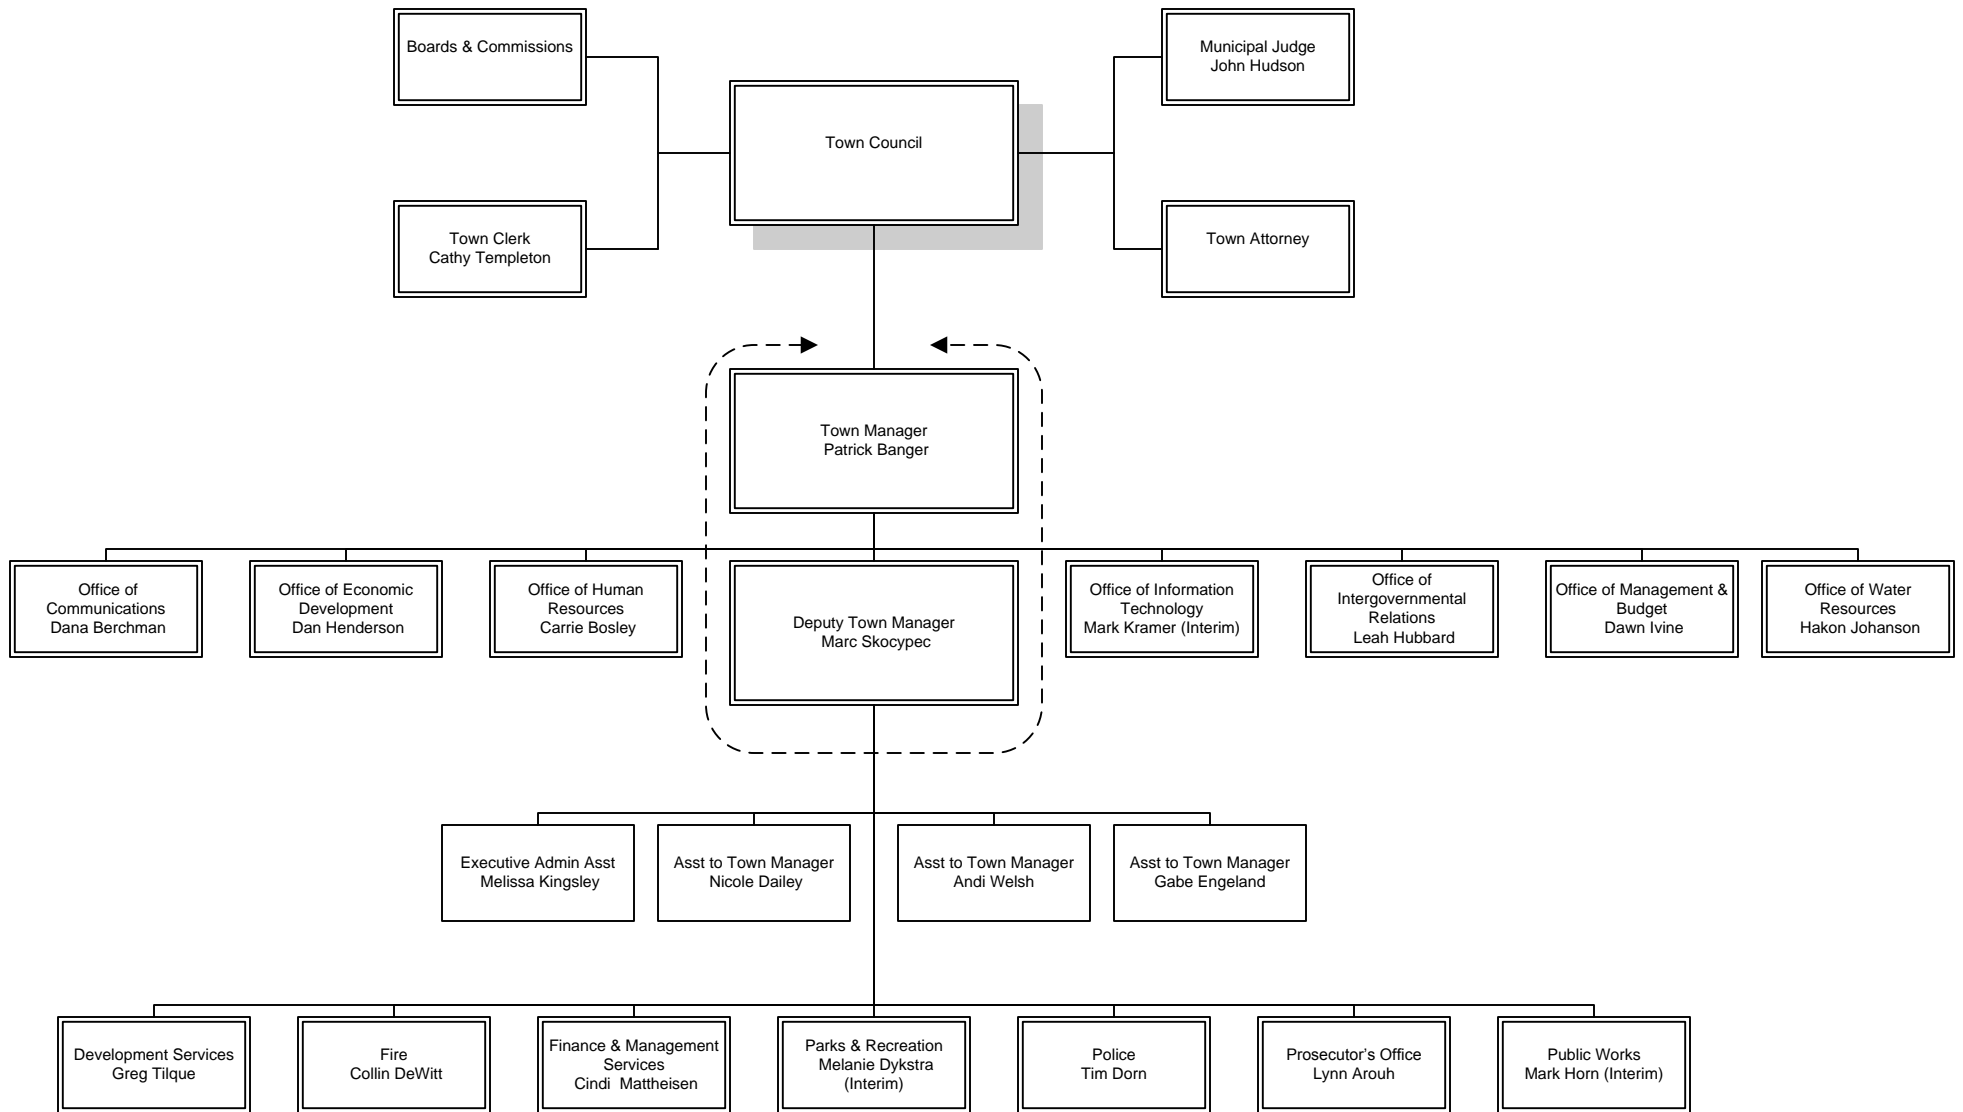 Boards & Commissions
Municipal Judge
John Hudson
Town Council
Town Clerk
Cathy Templeton
Town Attorney
Town Manager
Patrick Banger
Office of
Communications
Dana Berchman
Office of Economic
Development
Dan Henderson
Office of Human
Resources
Carrie Bosley
Deputy Town Manager
Marc Skocypec
Office of Information
Technology
Mark Kramer (Interim)
Office of
Intergovernmental
Relations
Leah Hubbard
Office of Management &
Budget
Dawn Ivine
Office of Water
Resources
Hakon Johanson
Executive Admin Asst
Melissa Kingsley
Asst to Town Manager
Nicole Dailey
Asst to Town Manager
Andi Welsh
Asst to Town Manager
Gabe Engeland
Development Services
Greg Tilque
Fire
Collin DeWitt
Finance & Management
Services
Cindi Mattheisen
Parks & Recreation
Melanie Dykstra
(Interim)
Police
Tim Dorn
Prosecutor's Office
Lynn Arouh
Public Works
Mark Horn (Interim)